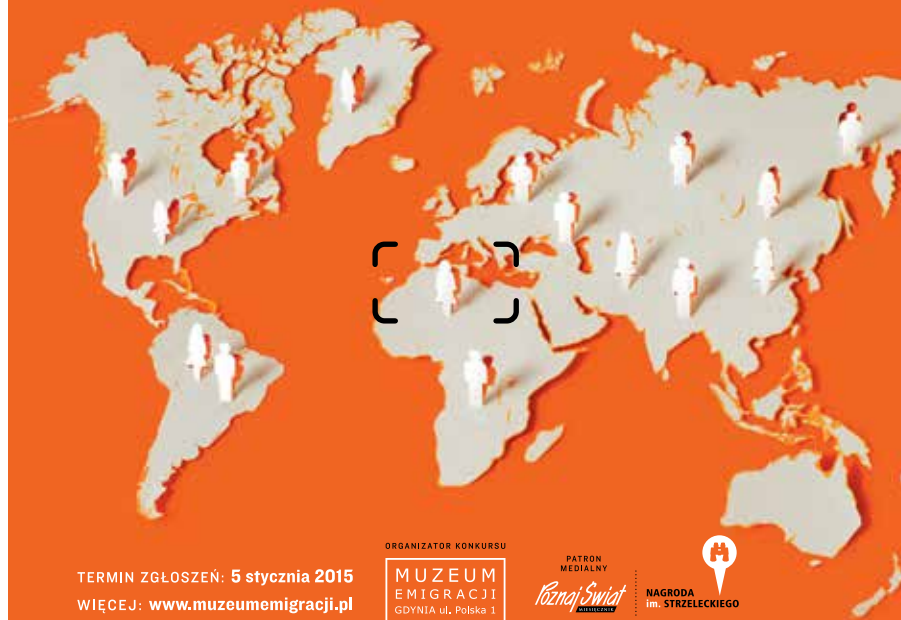 TERMIN ZGŁOSZEŃ: 5 stycznia 2015
WIĘCEJ: www.muzeumemigracji.pl
ORGANIZATOR KONKURSU
MUZEUM
EMIGRACJI
GDYNIA ul. Polska 1
PATRON
MEDIALNY
Poznaj Świat
MIESIĘCZNIK
NAGRODA
im. STRZELECKIEGO